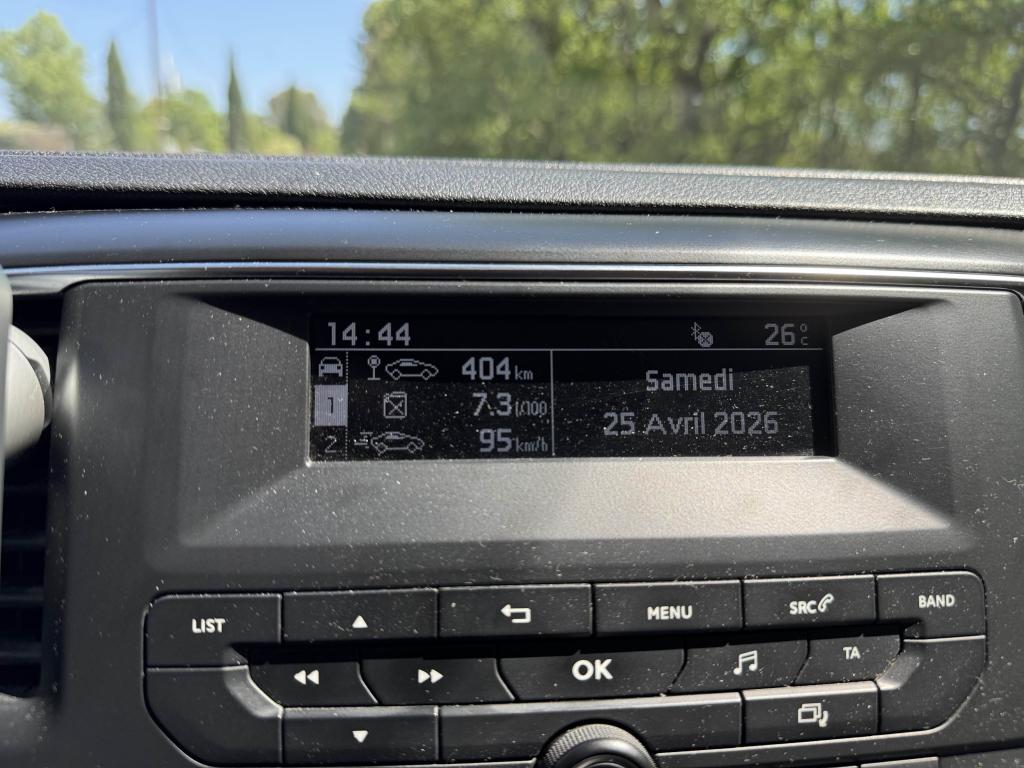 14:44 26°C
404 km
1 7.3 l/100
2 95 km/h
Samedi
25 Avril 2026
LIST MENU SRC BAND
OK TA